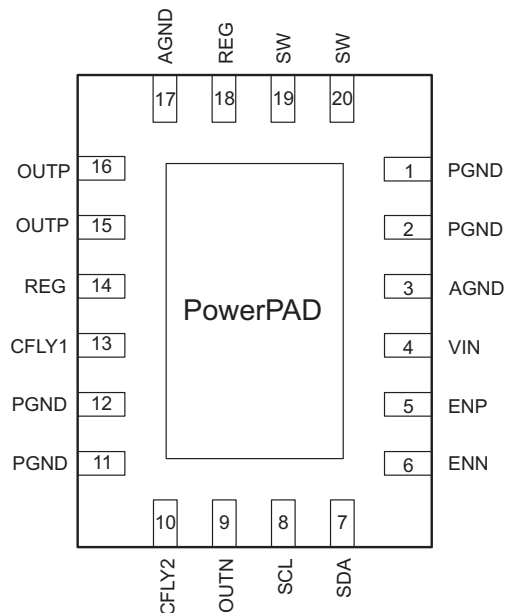 AGND REG SW SW
17 18 19 20
OUTP 16 1 PGND
OUTP 15 2 PGND
REG 14 3 AGND
PowerPAD
CFLY1 13 4 VIN
PGND 12 5 ENP
PGND 11 6 ENN
10 9 8 7
CFLY2 OUTN SCL SDA